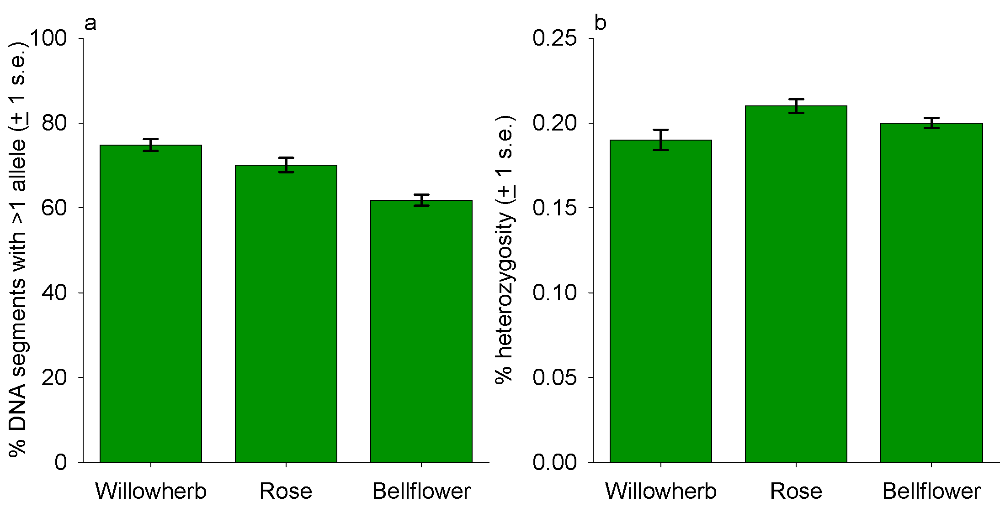 a
% DNA segments with >1 allele (± 1 s.e.)
100
80
60
40
20
0
Willowherb Rose Bellflower
b
% heterozygosity (± 1 s.e.)
0.25
0.20
0.15
0.10
0.05
0.00
Willowherb Rose Bellflower